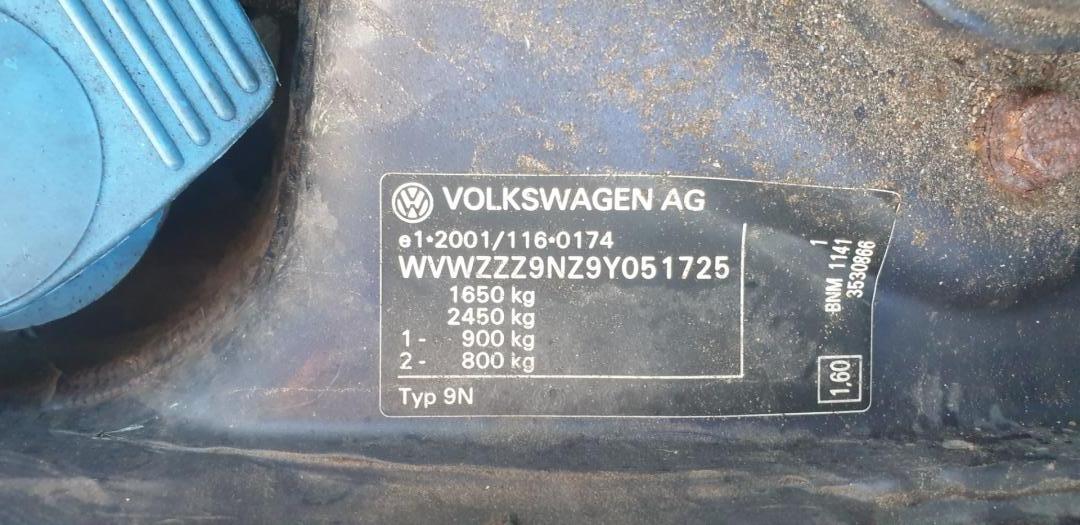 VOLKSWAGEN AG
e1•2001/116•0174
WVWZZZ9NZ9Y051725
1650 kg
2450 kg
1 - 900 kg
2 - 800 kg
Typ 9N
1
BNM 1141
3530866
1,60